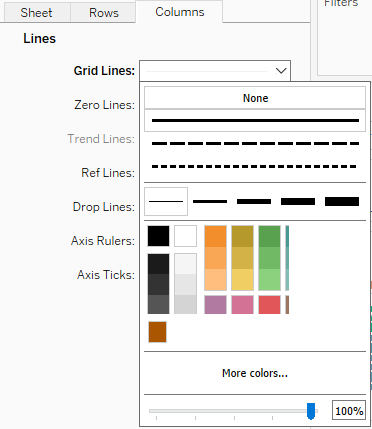 Sheet Rows Columns Filters
Lines
Grid Lines:
None
Zero Lines:
Trend Lines:
Ref Lines:
Drop Lines:
Axis Rulers:
Axis Ticks:
More colors...
100%